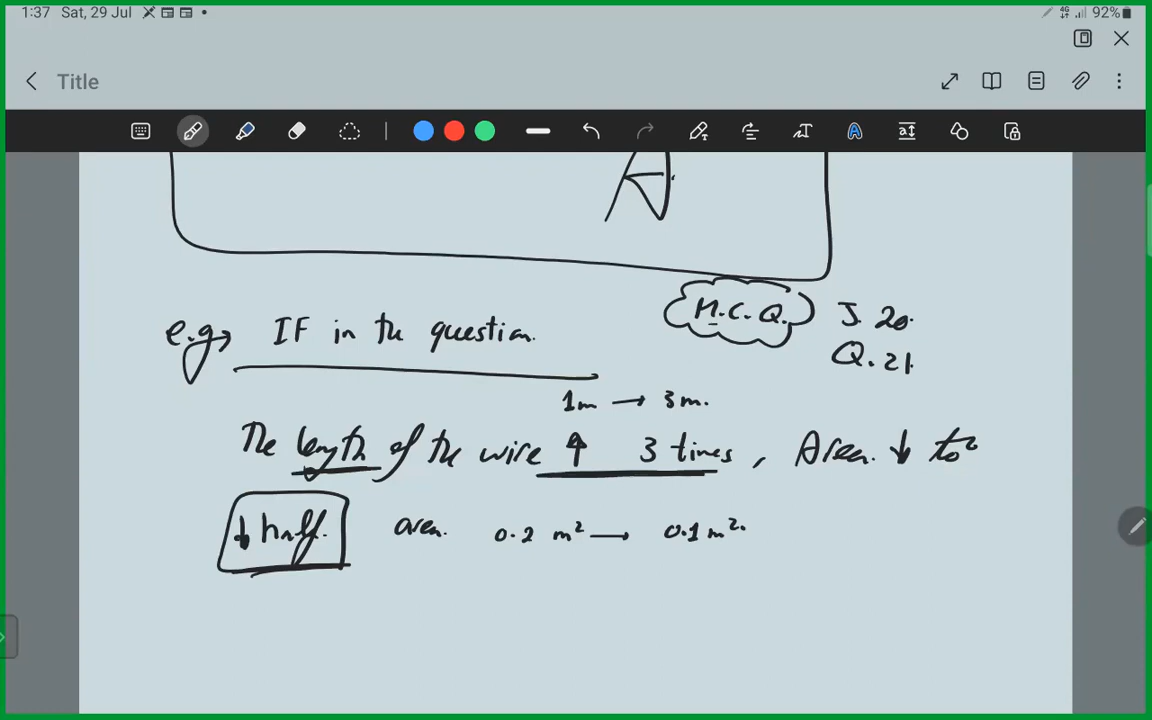 1:37 Sat, 29 Jul
4G 92%
Title
A
M.C.Q. J. 20.
Q. 21.
e.g → IF in the question.
1m → 3m.
The length of the wire ↑ 3 times, Area. ↓ to
↓ half. area. 0.2 m² → 0.1 m².